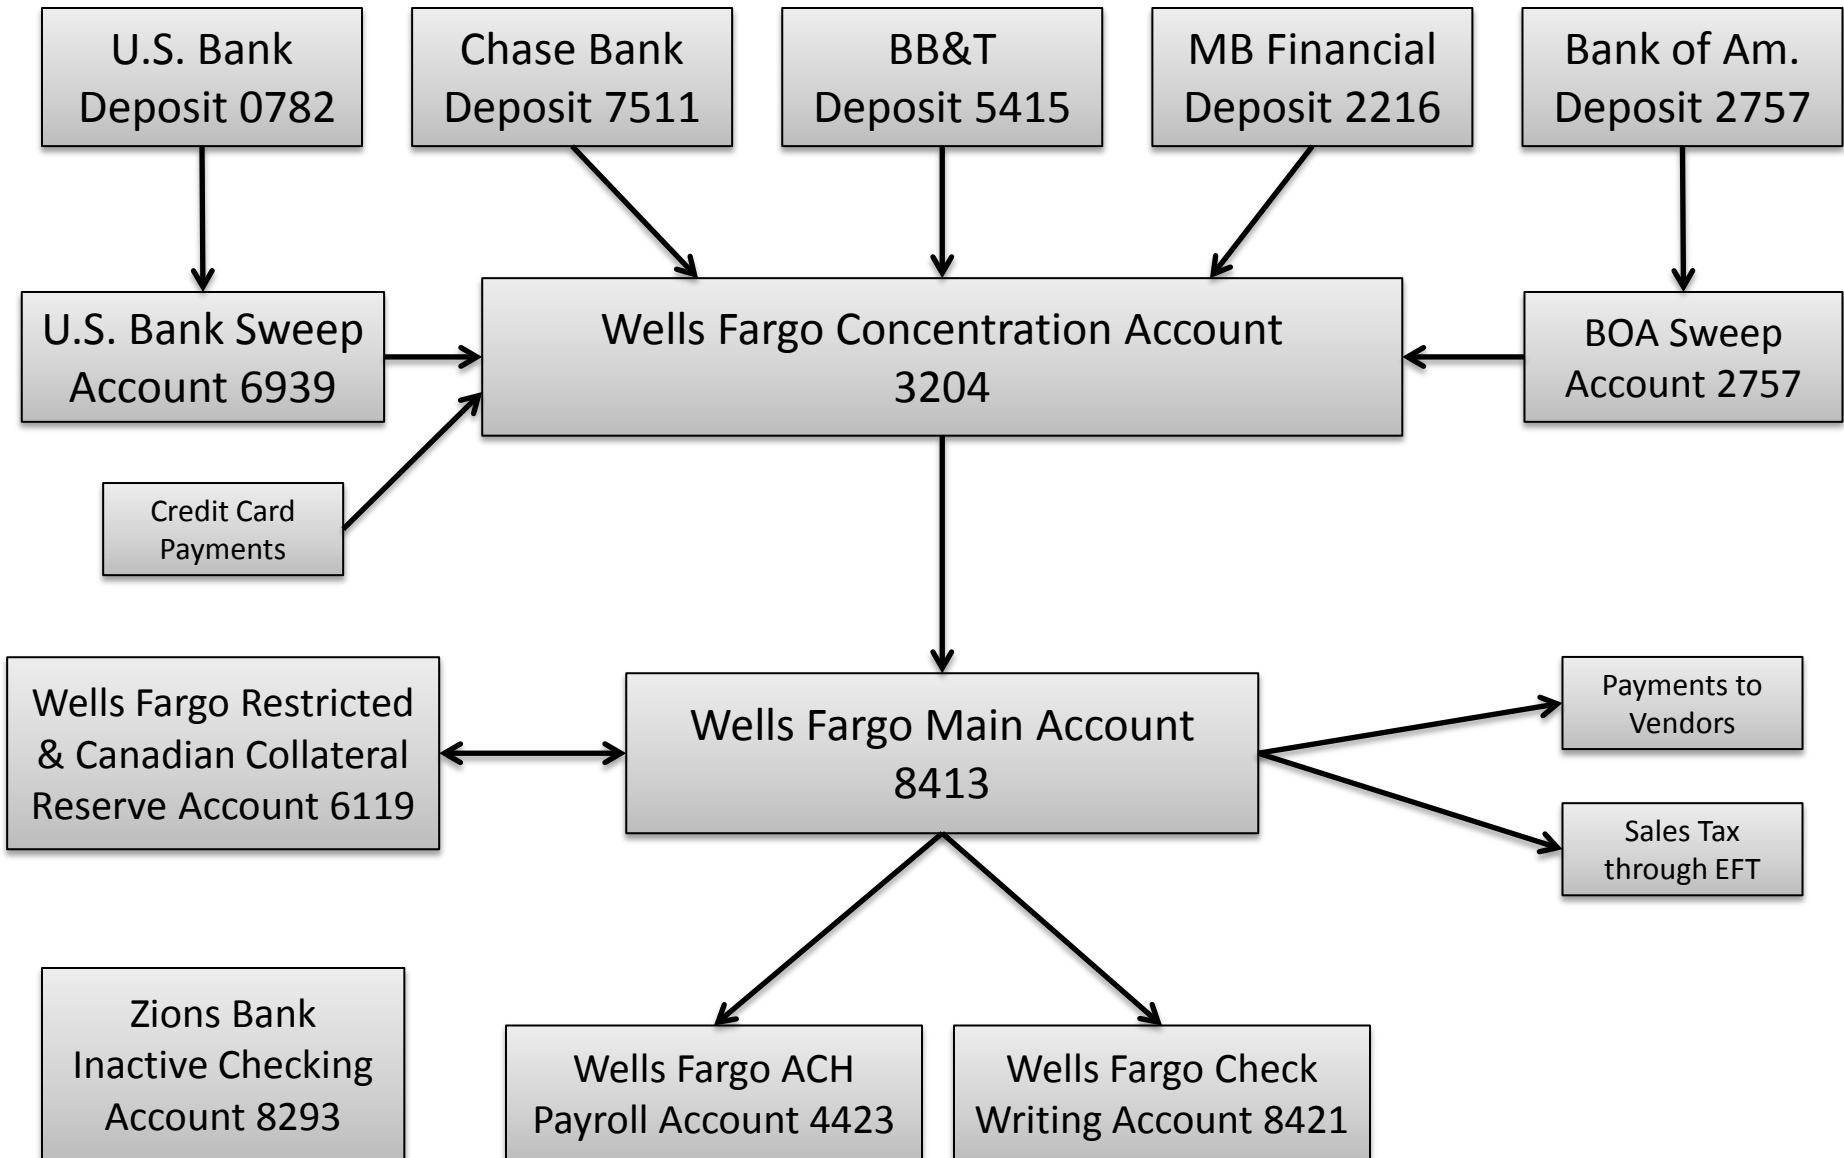 U.S. Bank
Deposit 0782
Chase Bank
Deposit 7511
BB&T
Deposit 5415
MB Financial
Deposit 2216
Bank of Am.
Deposit 2757
U.S. Bank Sweep
Account 6939
Wells Fargo Concentration Account
3204
BOA Sweep
Account 2757
Credit Card
Payments
Wells Fargo Restricted
& Canadian Collateral
Reserve Account 6119
Wells Fargo Main Account
8413
Payments to
Vendors
Sales Tax
through EFT
Zions Bank
Inactive Checking
Account 8293
Wells Fargo ACH
Payroll Account 4423
Wells Fargo Check
Writing Account 8421